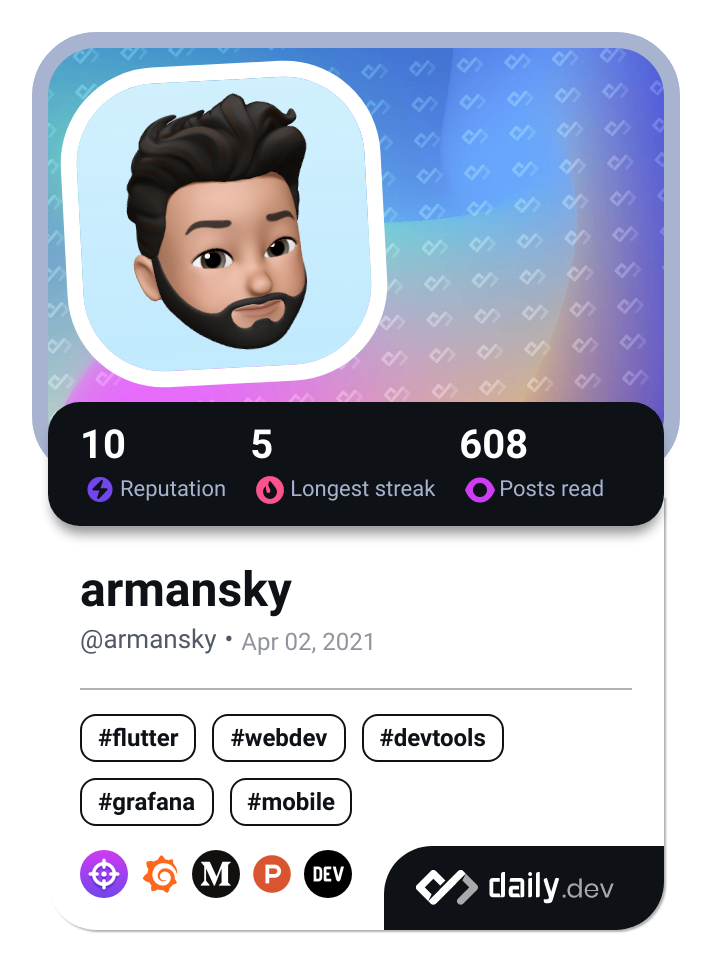 10 5 608
Reputation Longest streak Posts read
armansky
@armansky • Apr 02, 2021
#flutter #webdev #devtools
#grafana #mobile
M P DEV
daily.dev